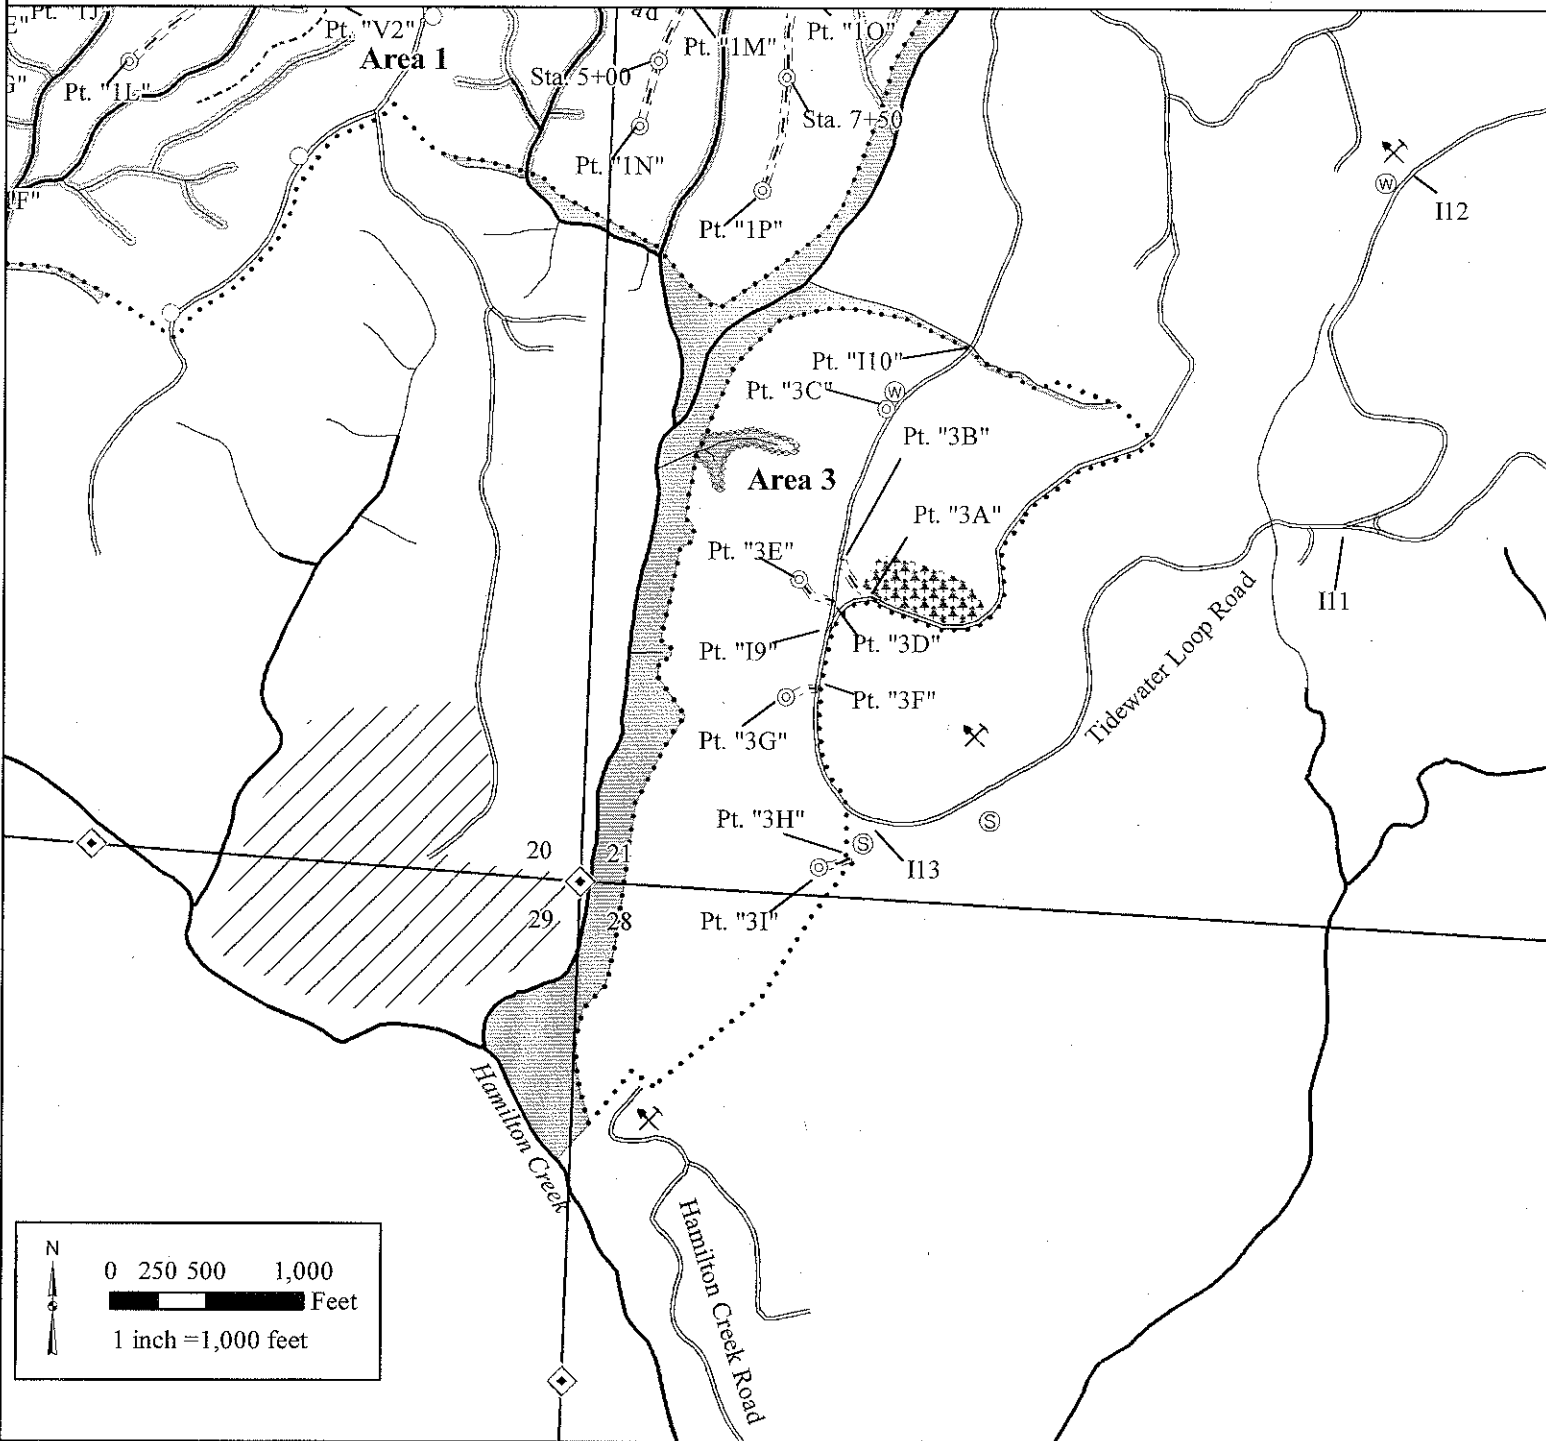 Pt. "1J
E"
Pt. "V2"
Area 1
Pt. "1M"
Pt. "1O"
G"
Pt. "1L"
Sta. 5+00
Sta. 7+50
Pt. "1N"
Pt. "1P"
I12
W
Pt. "I10"
Pt. "3C"
W
Pt. "3B"
Area 3
Pt. "3A"
Pt. "3E"
I11
Pt. "I9"
Pt. "3D"
Tidewater Loop Road
Pt. "3F"
Pt. "3G"
Pt. "3H"
S
S
20
21
I13
29
28
Pt. "3I"
Hamilton Creek
Hamilton Creek Road
N
0 250 500 1,000
Feet
1 inch =1,000 feet